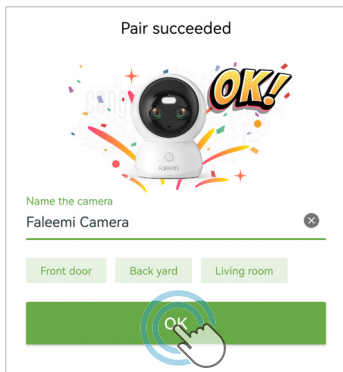 Pair succeeded
OK!
Faleemi
Name the camera
Faleemi Camera
Front door
Back yard
Living room
OK